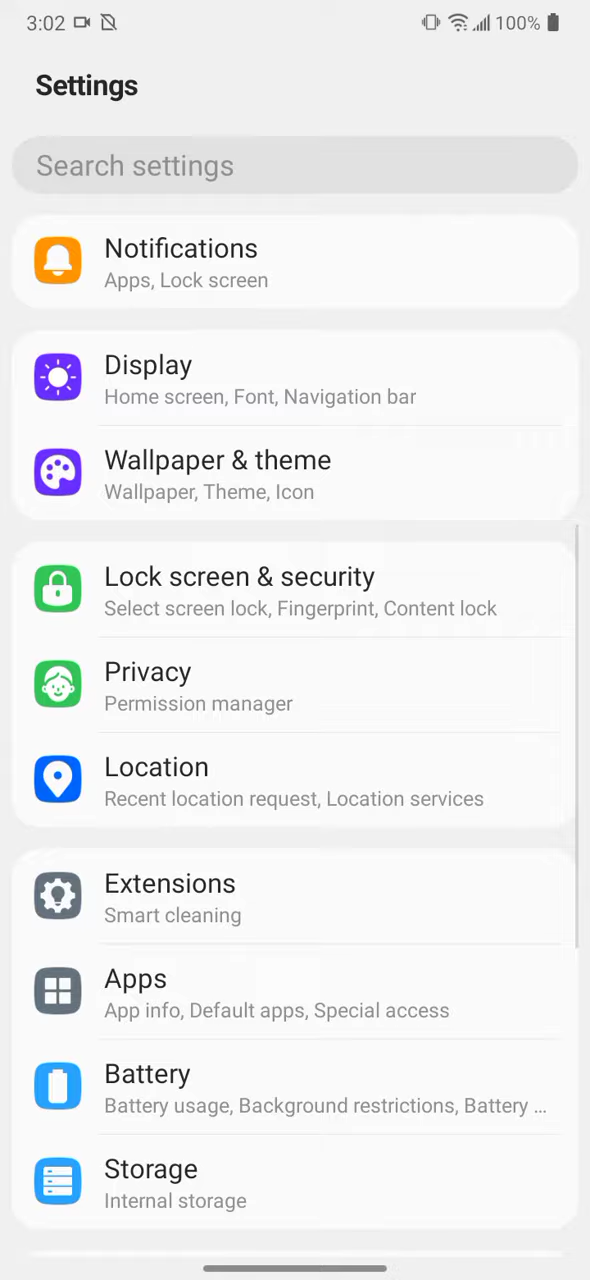 3:02 100%
Settings
Search settings
Notifications
Apps, Lock screen
Display
Home screen, Font, Navigation bar
Wallpaper & theme
Wallpaper, Theme, Icon
Lock screen & security
Select screen lock, Fingerprint, Content lock
Privacy
Permission manager
Location
Recent location request, Location services
Extensions
Smart cleaning
Apps
App info, Default apps, Special access
Battery
Battery usage, Background restrictions, Battery ...
Storage
Internal storage